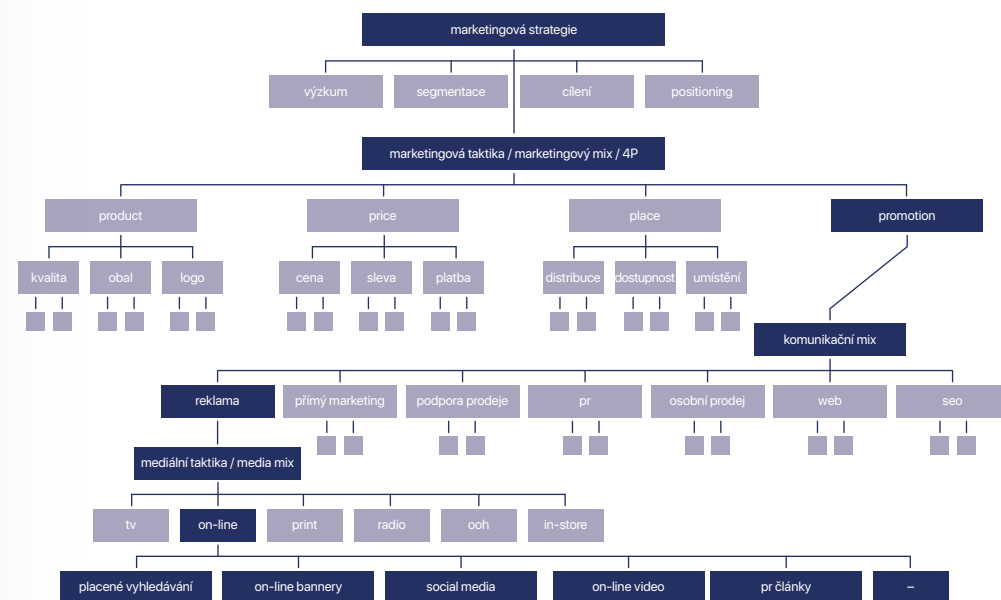 marketingová strategie
výzkum
segmentace
cílení
positioning
marketingová taktika / marketingový mix / 4P
product
price
place
promotion
kvalita
obal
logo
cena
sleva
platba
distribuce
dostupnost
umístění
komunikační mix
reklama
přímý marketing
podpora prodeje
pr
osobní prodej
web
seo
mediální taktika / media mix
tv
on-line
print
radio
ooh
in-store
placené vyhledávání
on-line bannery
social media
on-line video
pr články
–